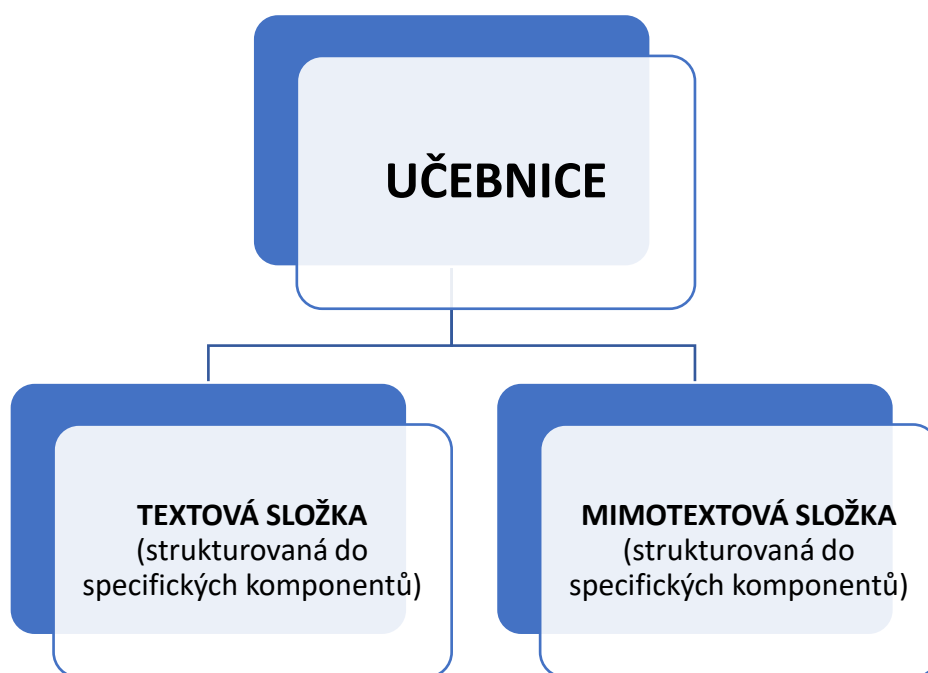 UČEBNICE
TEXTOVÁ SLOŽKA
(strukturovaná do
specifických komponentů)
MIMOTEXTOVÁ SLOŽKA
(strukturovaná do
specifických komponentů)